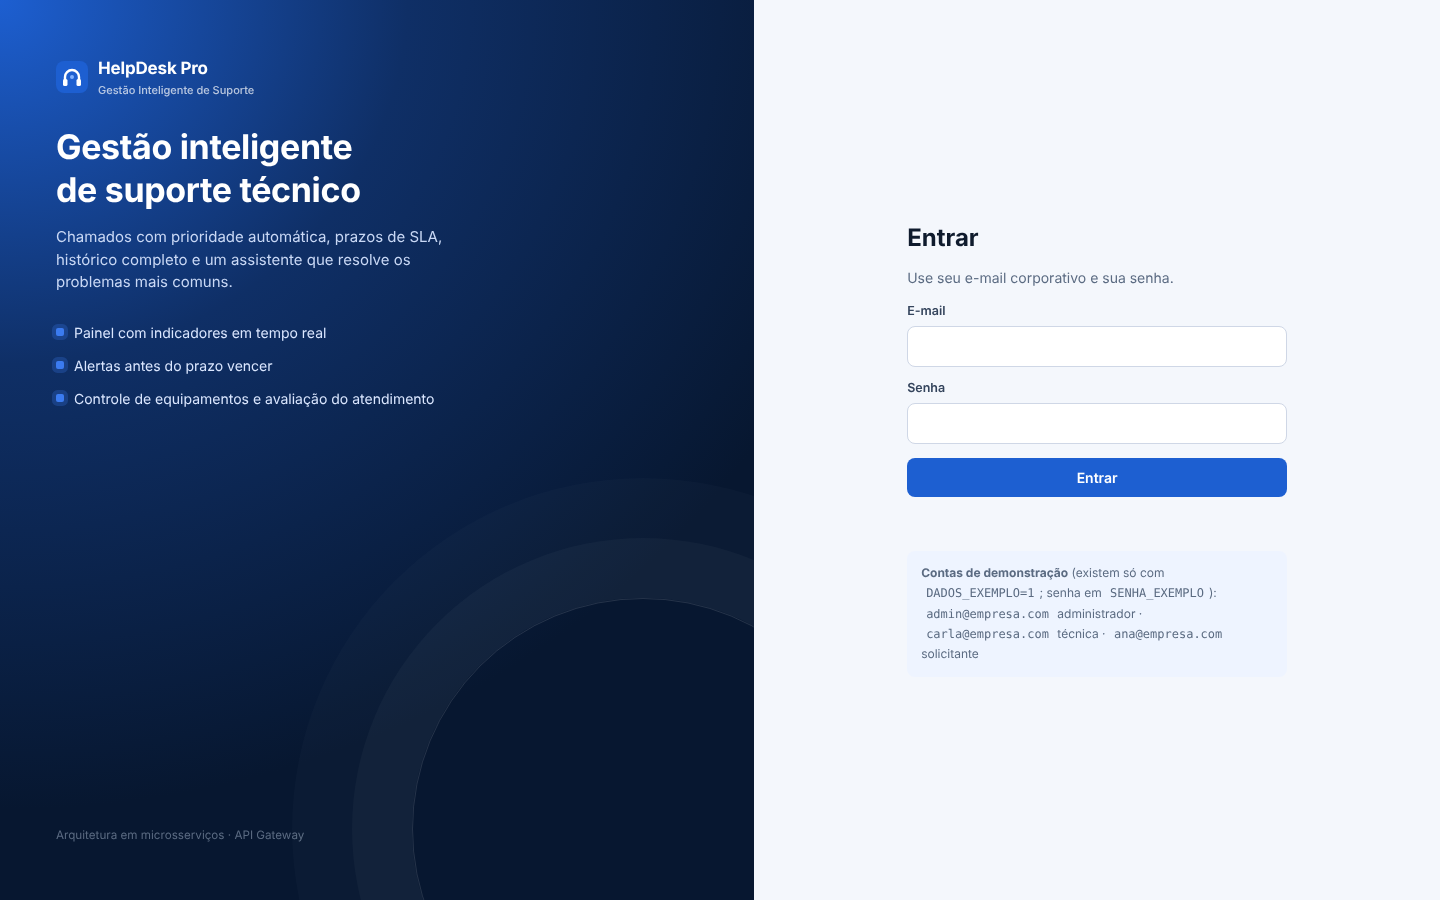 HelpDesk Pro
Gestão Inteligente de Suporte
Gestão inteligente
de suporte técnico
Chamados com prioridade automática, prazos de SLA,
histórico completo e um assistente que resolve os
problemas mais comuns.
Painel com indicadores em tempo real
Alertas antes do prazo vencer
Controle de equipamentos e avaliação do atendimento
Arquitetura em microsserviços · API Gateway
Entrar
Use seu e-mail corporativo e sua senha.
E-mail
Senha
Entrar
Contas de demonstração (existem só com
DADOS_EXEMPLO=1 ; senha em SENHA_EXEMPLO ):
admin@empresa.com administrador ·
carla@empresa.com técnica · ana@empresa.com
solicitante